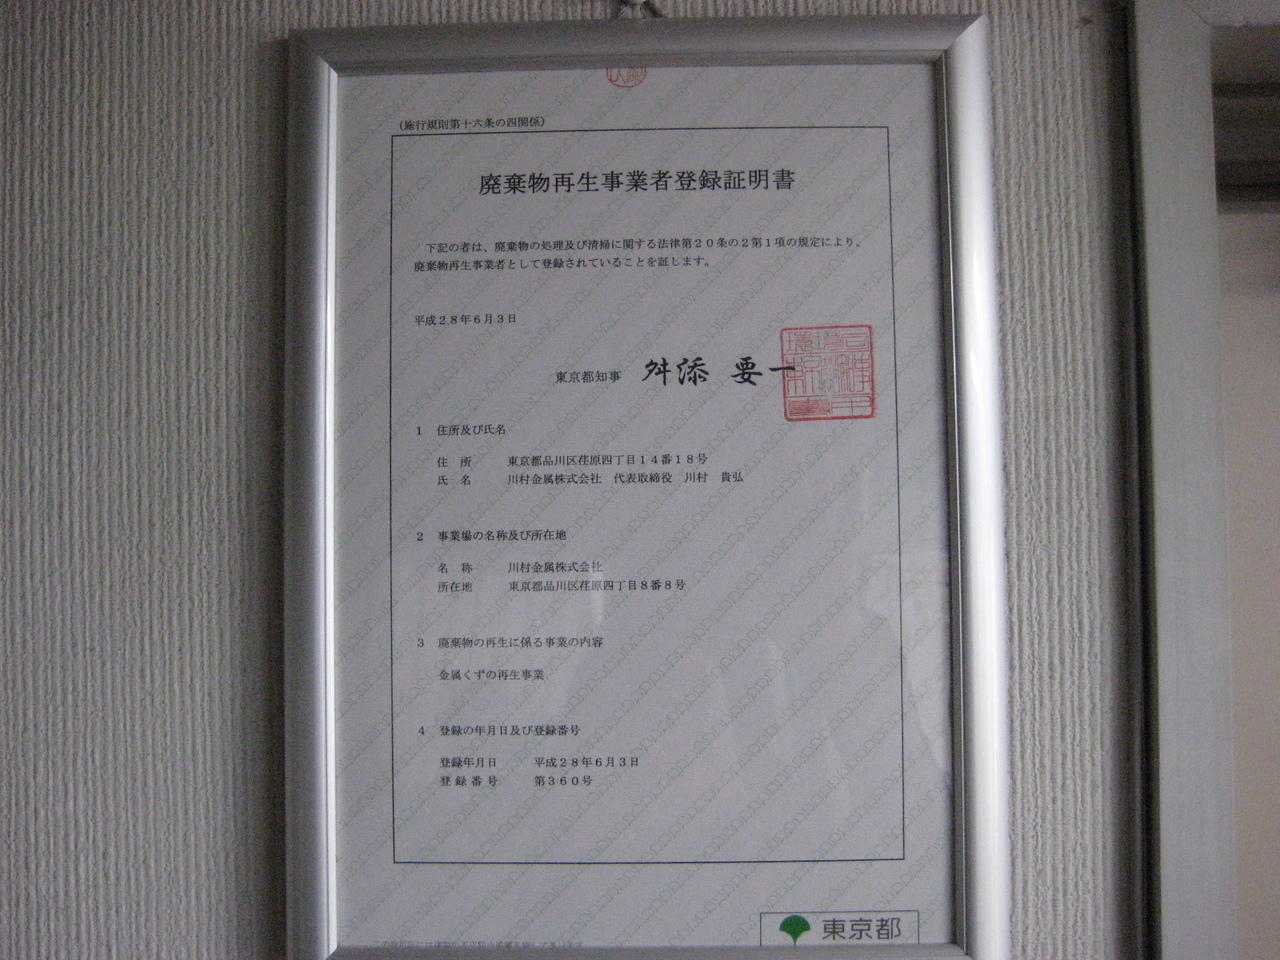 (施行規則第十六条の四関係)
廃棄物再生事業者登録証明書
下記の者は、廃棄物の処理及び清掃に関する法律第20条の2第1項の規定により、
廃棄物再生事業者として登録されていることを証します。
平成28年6月3日
東京都知事 舛添 要一
1 住所及び氏名
住 所 東京都品川区荏原四丁目14番18号
氏 名 川村金属株式会社 代表取締役 川村 貴弘
2 事業場の名称及び所在地
名 称 川村金属株式会社
所在地 東京都品川区荏原四丁目8番8号
3 廃棄物の再生に係る事業の内容
金属くずの再生事業
4 登録の年月日及び登録番号
登録年月日 平成28年6月3日
登録番号 第360号
東京都